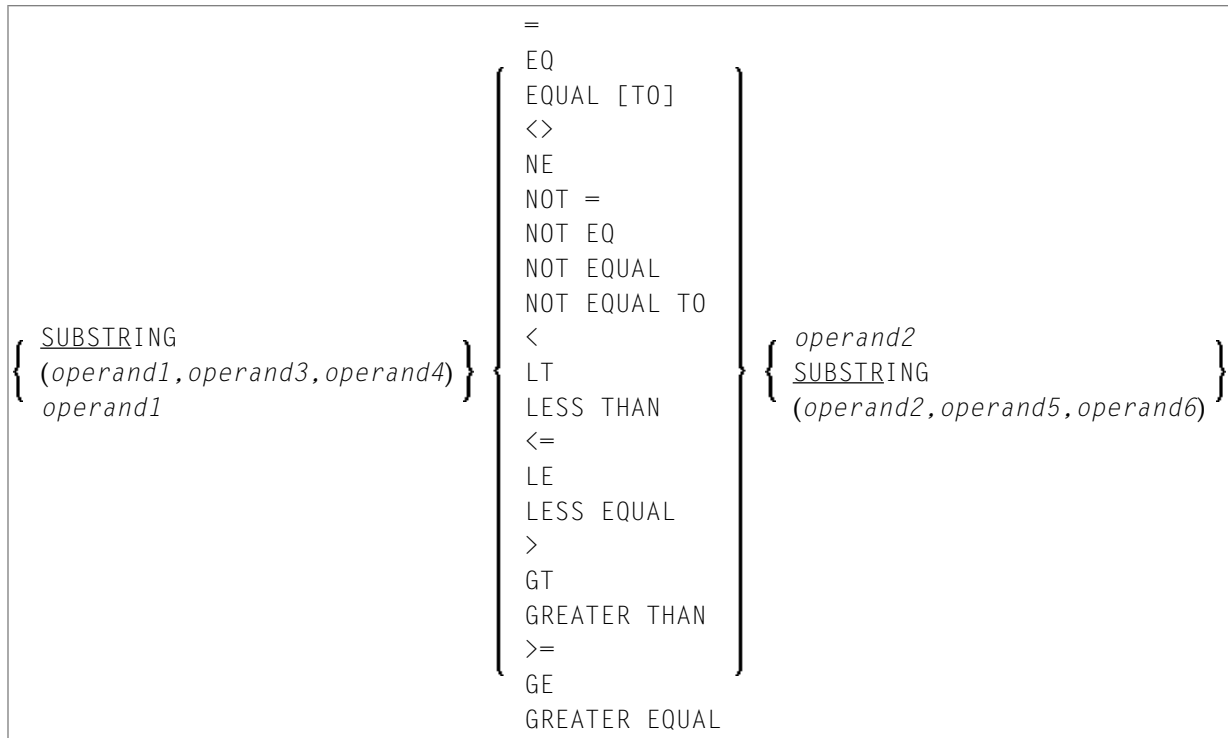 =
EQ
EQUAL [TO]
<>
NE
NOT =
NOT EQ
NOT EQUAL
NOT EQUAL TO
<
LT
LESS THAN
<=
LE
LESS EQUAL
>
GT
GREATER THAN
>=
GE
GREATER EQUAL
SUBSTRING
(operand1,operand3,operand4)
operand1
operand2
SUBSTRING
(operand2,operand5,operand6)